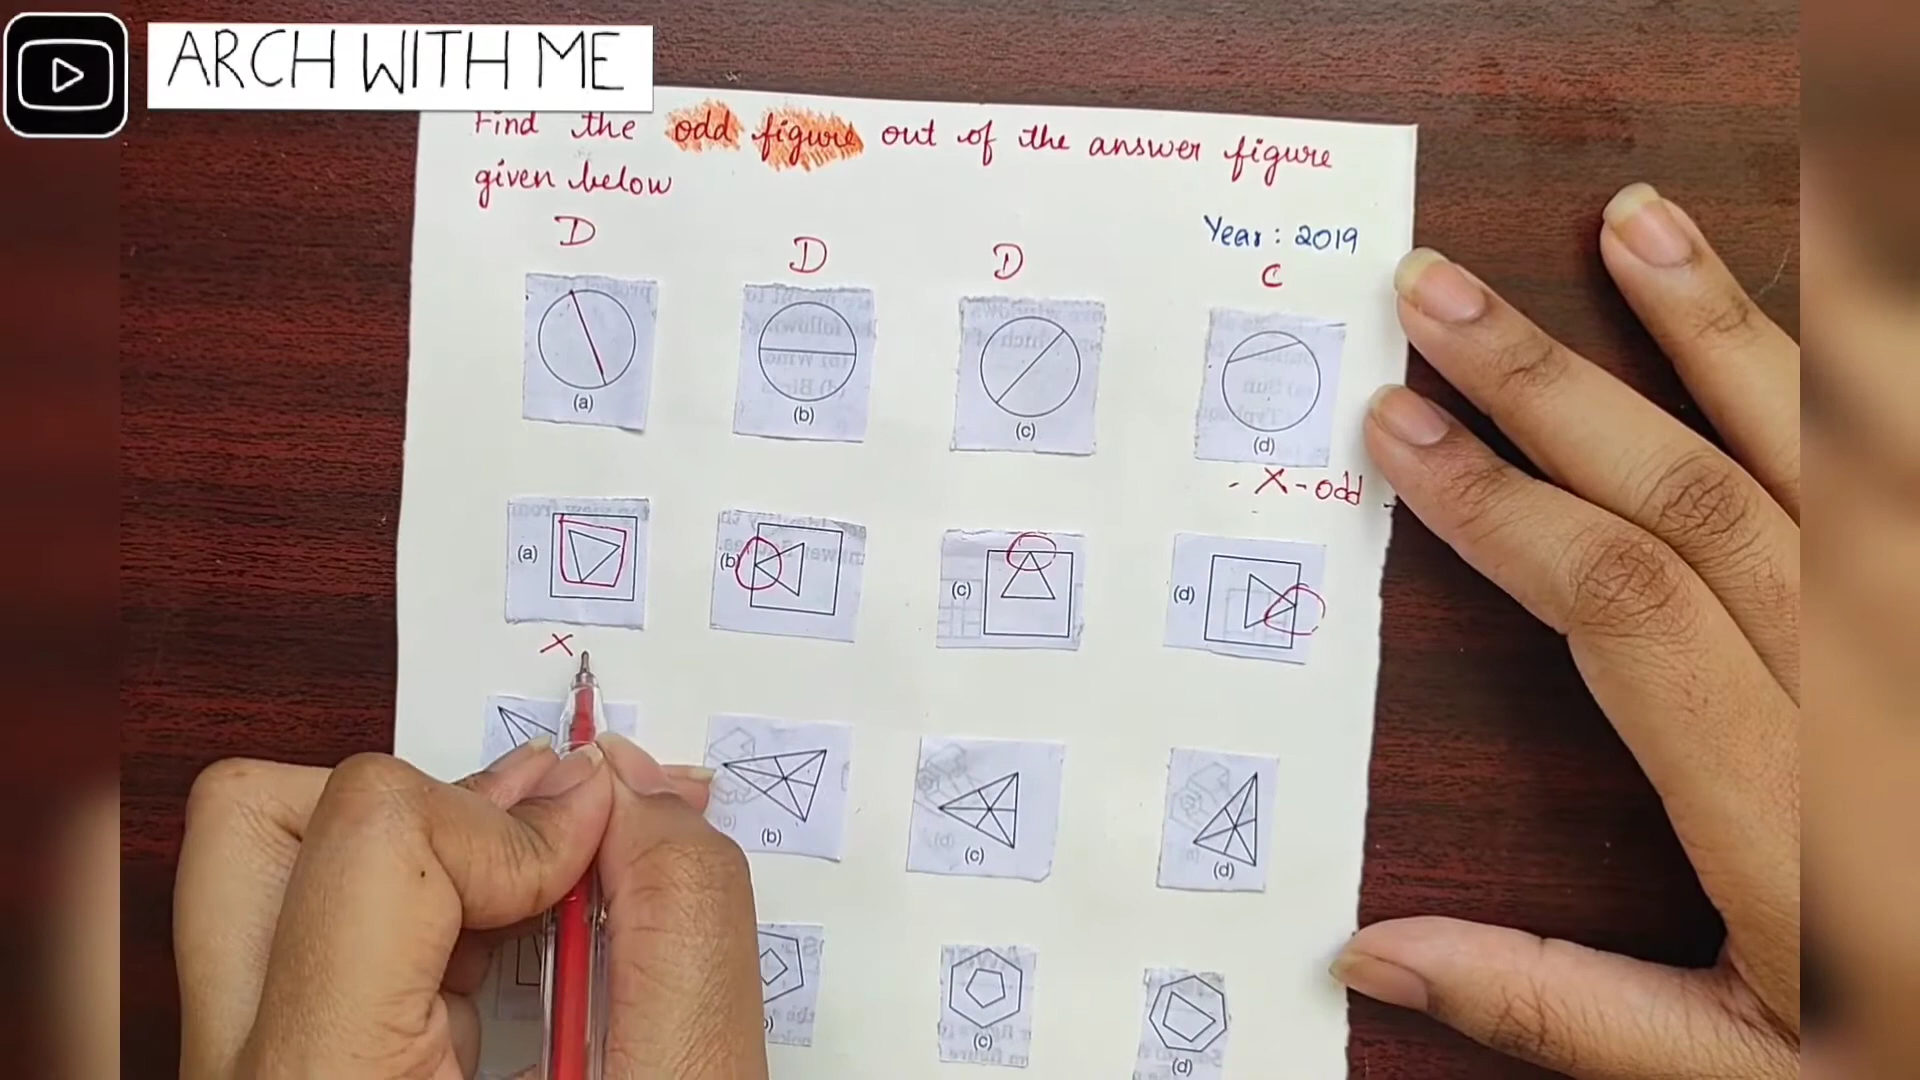 ARCH WITH ME
Find the odd figure out of the answer figure
given below
Year : 2019
D D D C
(a) (b) (c) (d)
- X - odd -
(a) (b) (c) (d)
X
(b) (c) (d)
(c) (d)